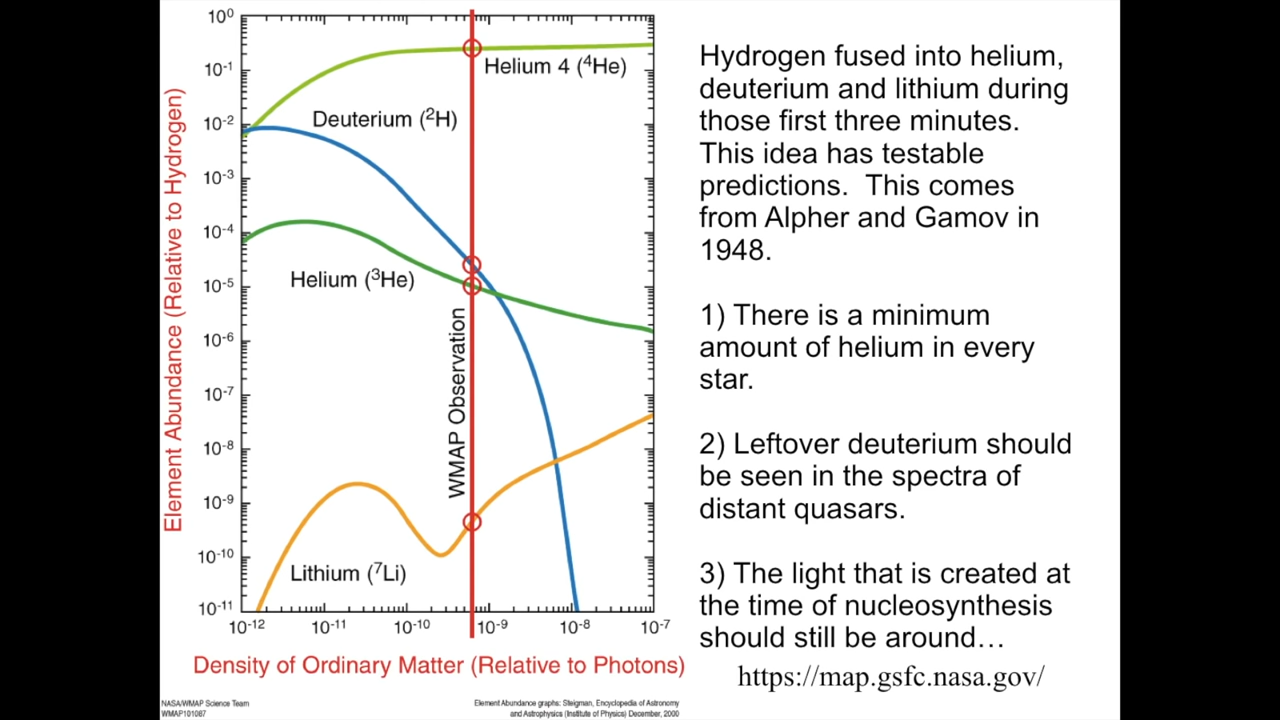 10⁰
10⁻¹
10⁻²
10⁻³
10⁻⁴
10⁻⁵
10⁻⁶
10⁻⁷
10⁻⁸
10⁻⁹
10⁻¹⁰
10⁻¹¹
Element Abundance (Relative to Hydrogen)
Helium 4 (⁴He)
Deuterium (²H)
Helium (³He)
WMAP Observation
Lithium (⁷Li)
10⁻¹² 10⁻¹¹ 10⁻¹⁰ 10⁻⁹ 10⁻⁸ 10⁻⁷
Density of Ordinary Matter (Relative to Photons)
NASA/WMAP Science Team
WMAP101087
Element Abundance graphs: Steigman, Encyclopedia of Astronomy
and Astrophysics (Institute of Physics) December, 2000
Hydrogen fused into helium,
deuterium and lithium during
those first three minutes.
This idea has testable
predictions.  This comes
from Alpher and Gamov in
1948.
1) There is a minimum
amount of helium in every
star.
2) Leftover deuterium should
be seen in the spectra of
distant quasars.
3) The light that is created at
the time of nucleosynthesis
should still be around…
https://map.gsfc.nasa.gov/